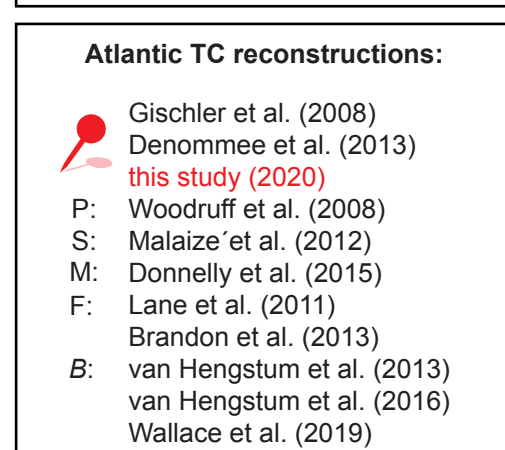 Atlantic TC reconstructions:
Gischler et al. (2008)
Denommee et al. (2013)
this study (2020)
P: Woodruff et al. (2008)
S: Malaize´et al. (2012)
M: Donnelly et al. (2015)
F: Lane et al. (2011)
Brandon et al. (2013)
B: van Hengstum et al. (2013)
van Hengstum et al. (2016)
Wallace et al. (2019)